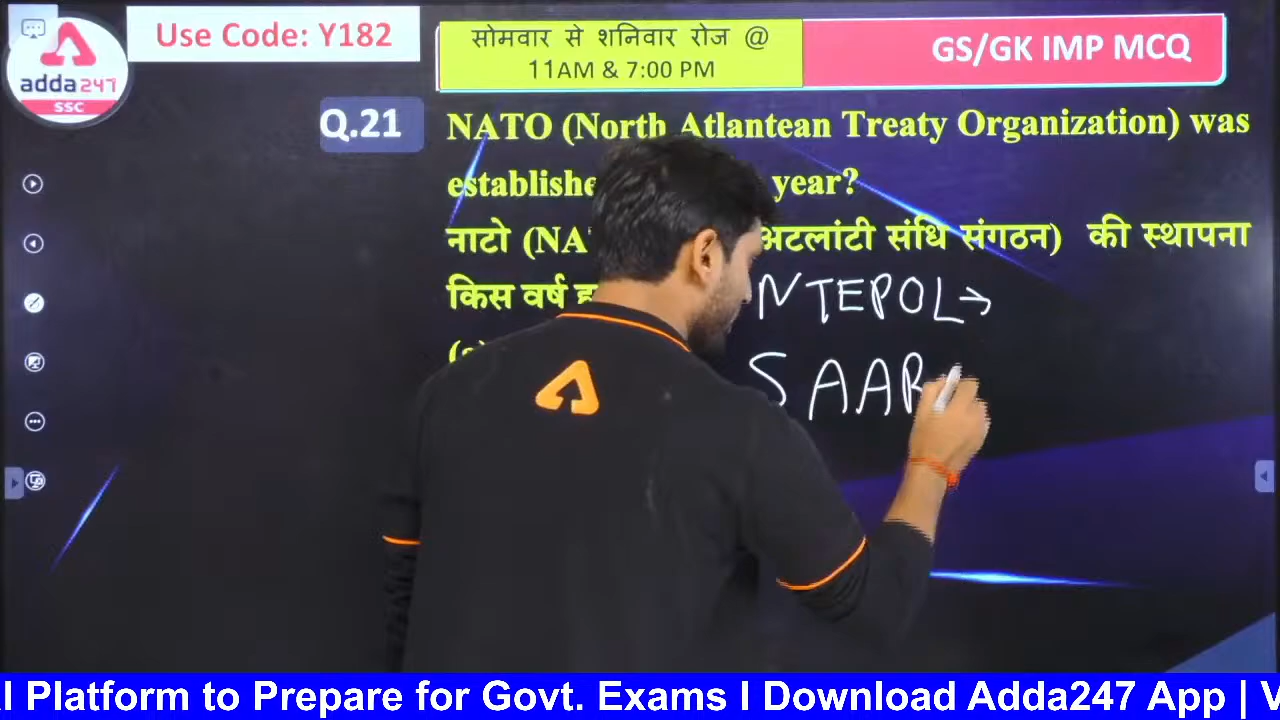 Use Code: Y182
सोमवार से शनिवार रोज @
11AM & 7:00 PM
GS/GK IMP MCQ
adda247
SSC
Q.21
NATO (North Atlantean Treaty Organization) was
year?
नाटो अटलांटी संधि संगठन) की स्थापना
किस वर्ष
NTEPOL→
SAAR
Platform to Prepare for Govt. Exams I Download Adda247 App |